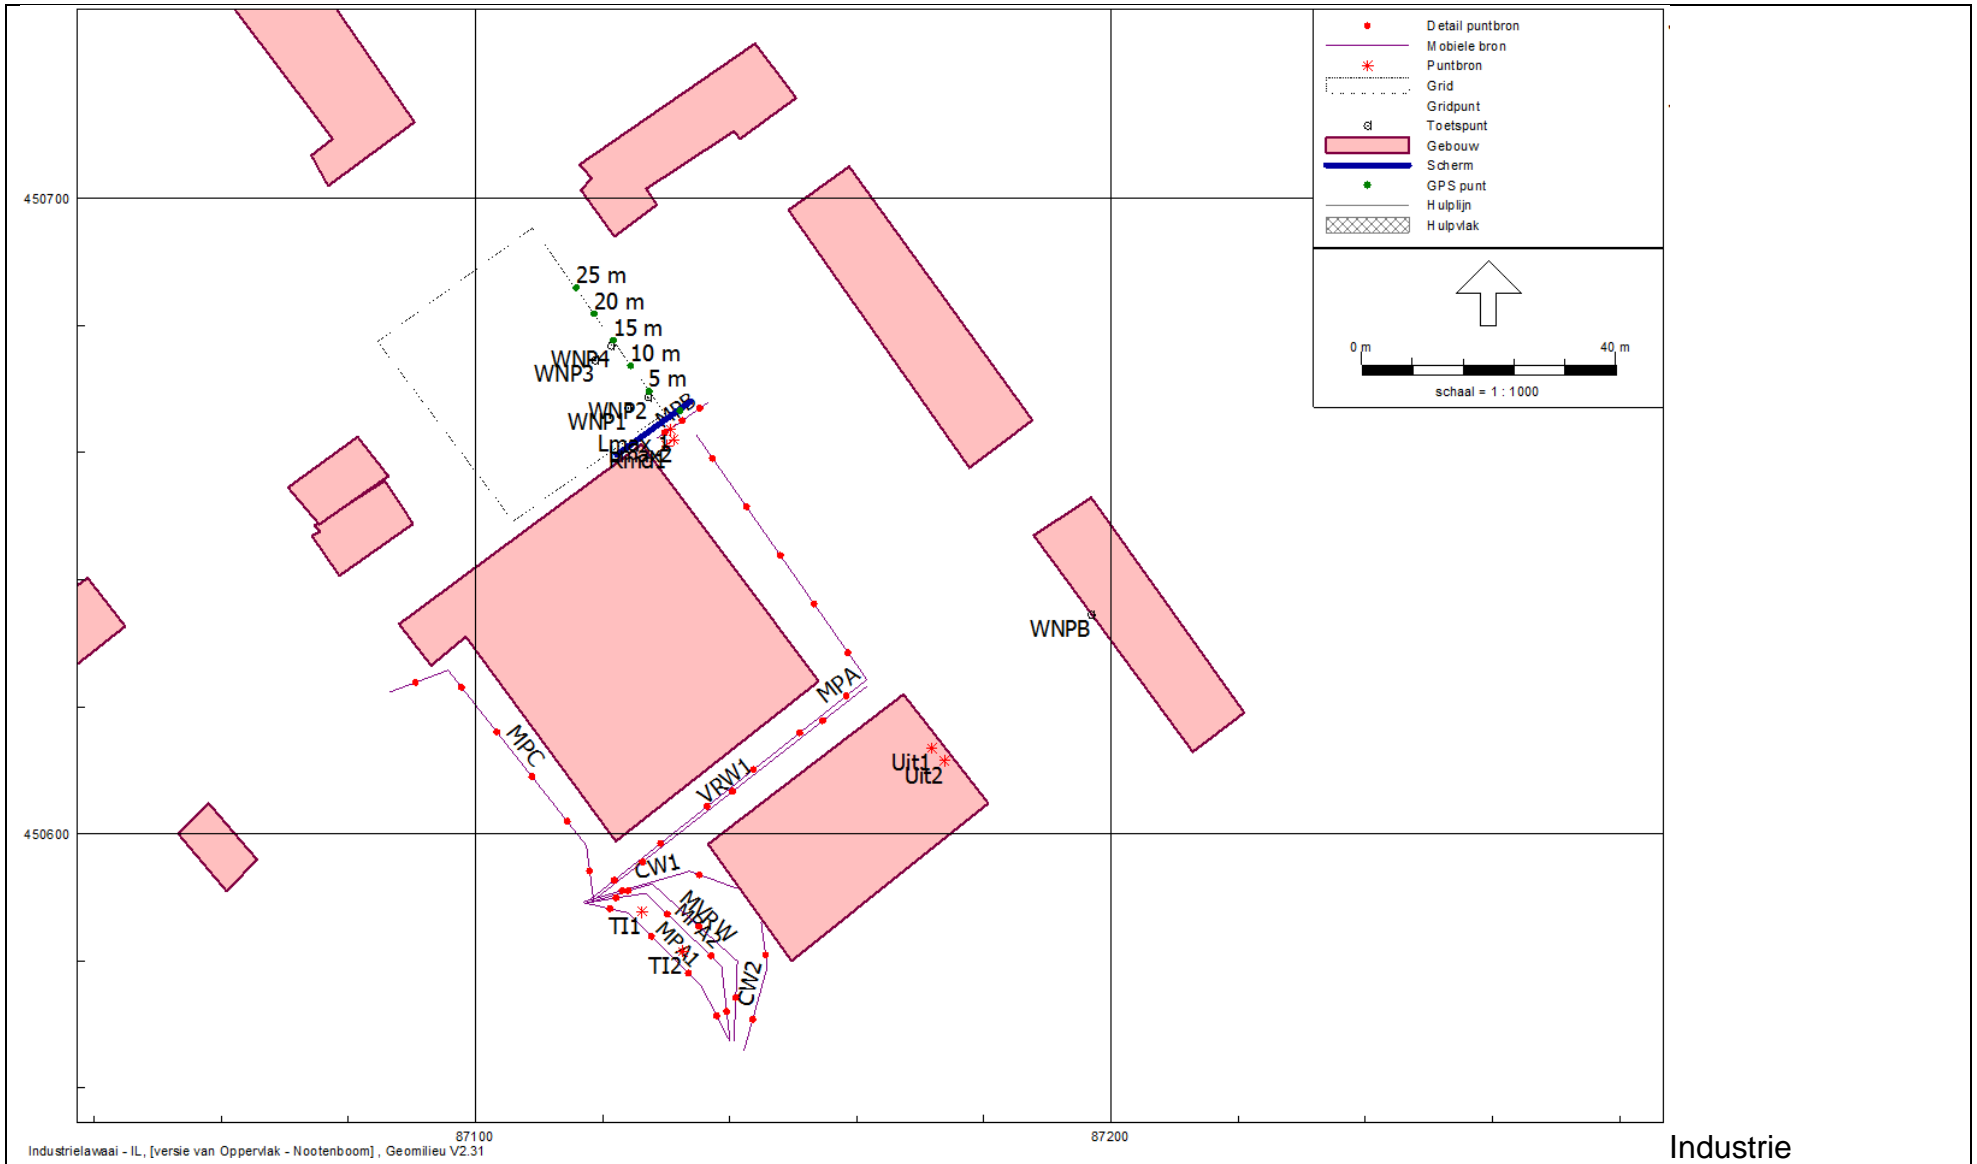 Detail puntbron
Mobiele bron
Puntbron
Grid
Gridpunt
Toetspunt
Gebouw
Scherm
GPS punt
Hulplijn
Hulpvlak
0 m
40 m
schaal = 1 : 1000
450700
25 m
20 m
15 m
WNP4
10 m
WNP3
5 m
MPB
WNP2
WNP1
Lmax 1
WNPB
MPA
MPC
Uit1
VRW1
Uit2
450600
CW1
MVRW
MPA2
TI1
MPA1
TI2
CW2
87100
87200
Industrielawaai - IL, [versie van Oppervlak - Nootenboom] , Geomilieu V2.31
Industrie